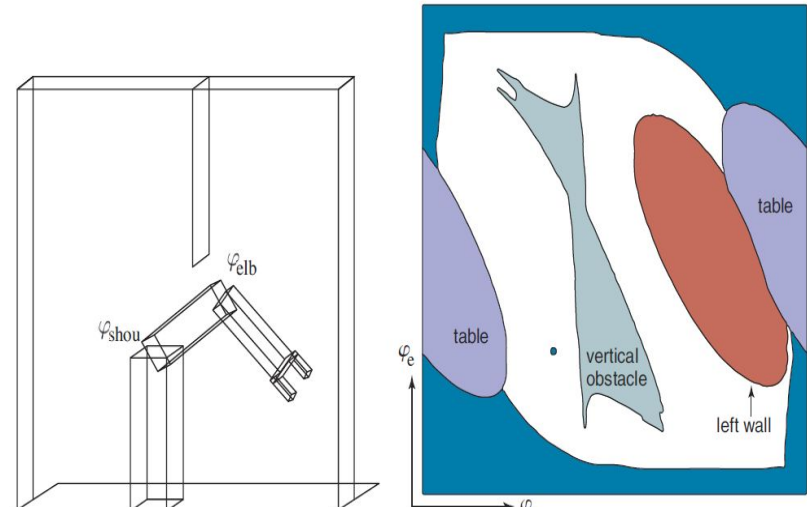 φelb
φshou
table
table
φe
vertical
obstacle
left wall